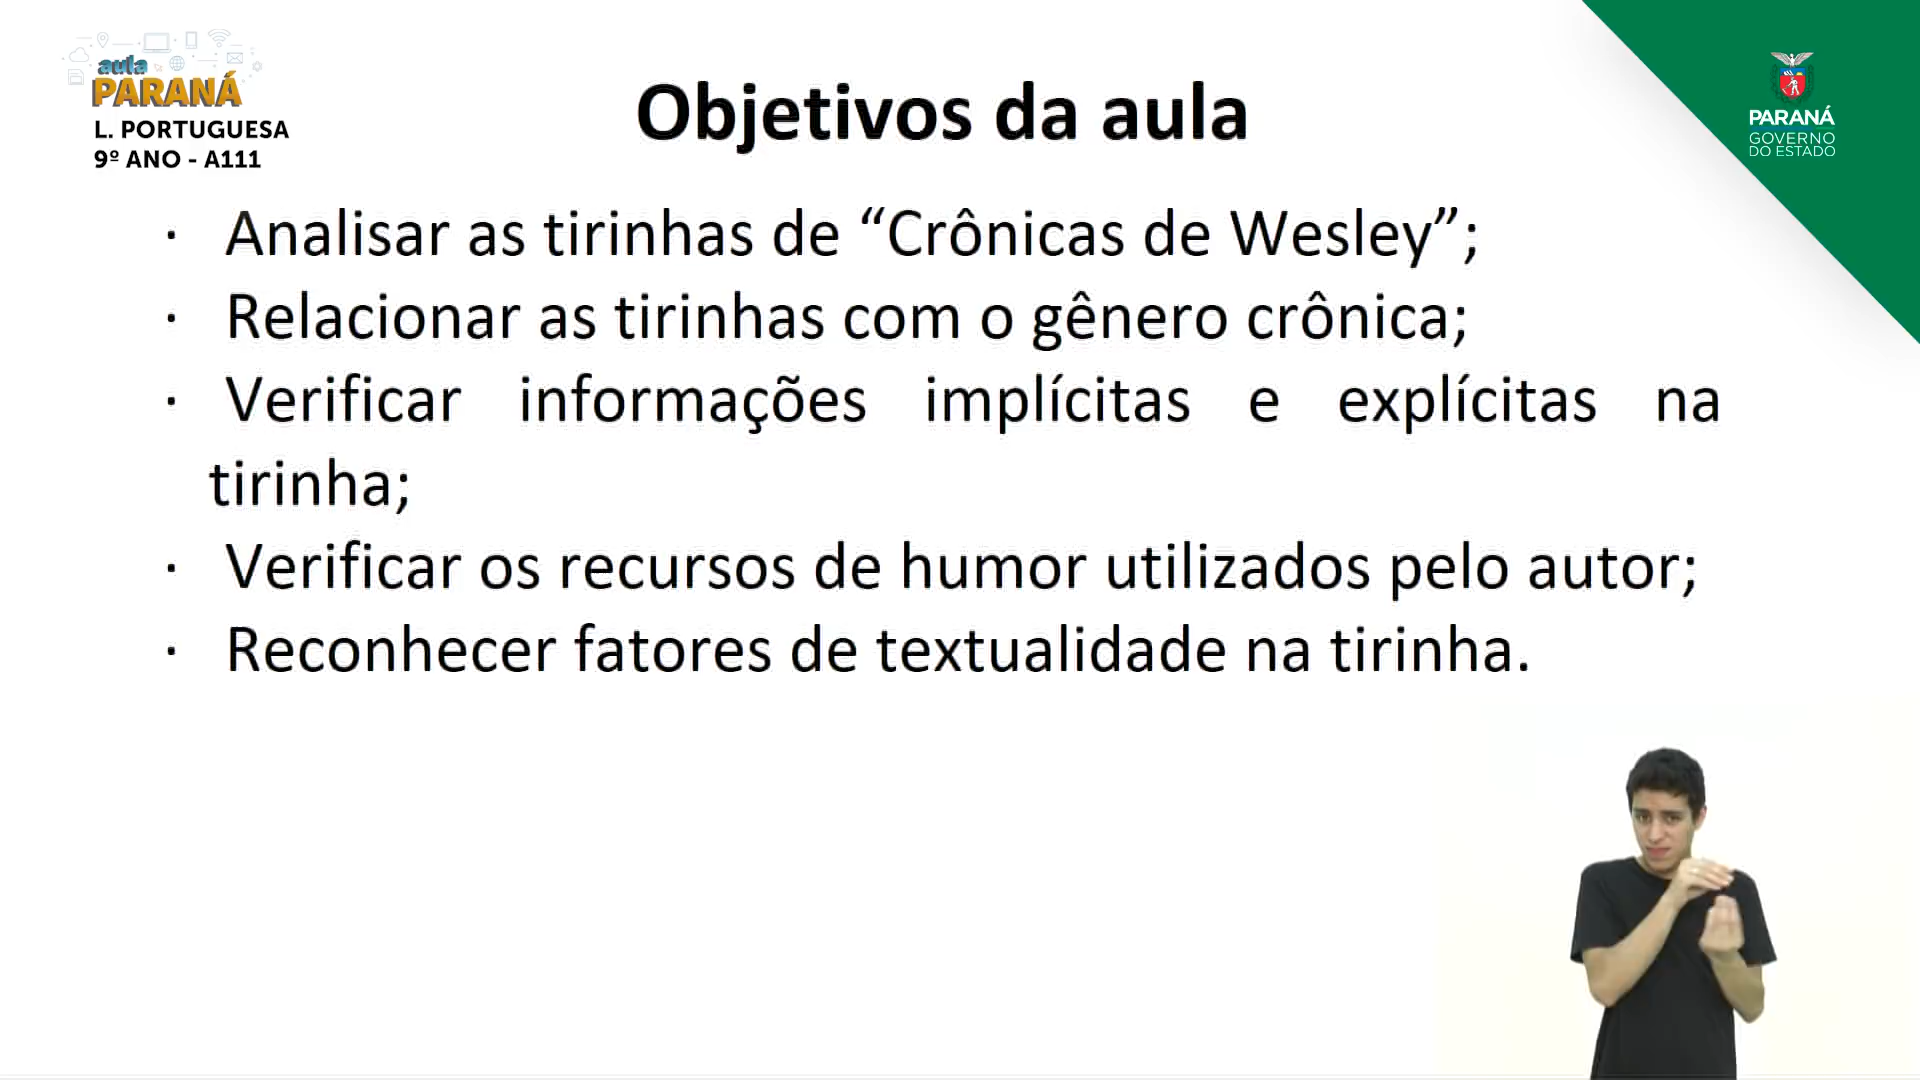 aula
PARANÁ
L. PORTUGUESA
9º ANO - A111
Objetivos da aula
PARANÁ
GOVERNO
DO ESTADO
· Analisar as tirinhas de “Crônicas de Wesley”;
· Relacionar as tirinhas com o gênero crônica;
· Verificar informações implícitas e explícitas na
tirinha;
· Verificar os recursos de humor utilizados pelo autor;
· Reconhecer fatores de textualidade na tirinha.